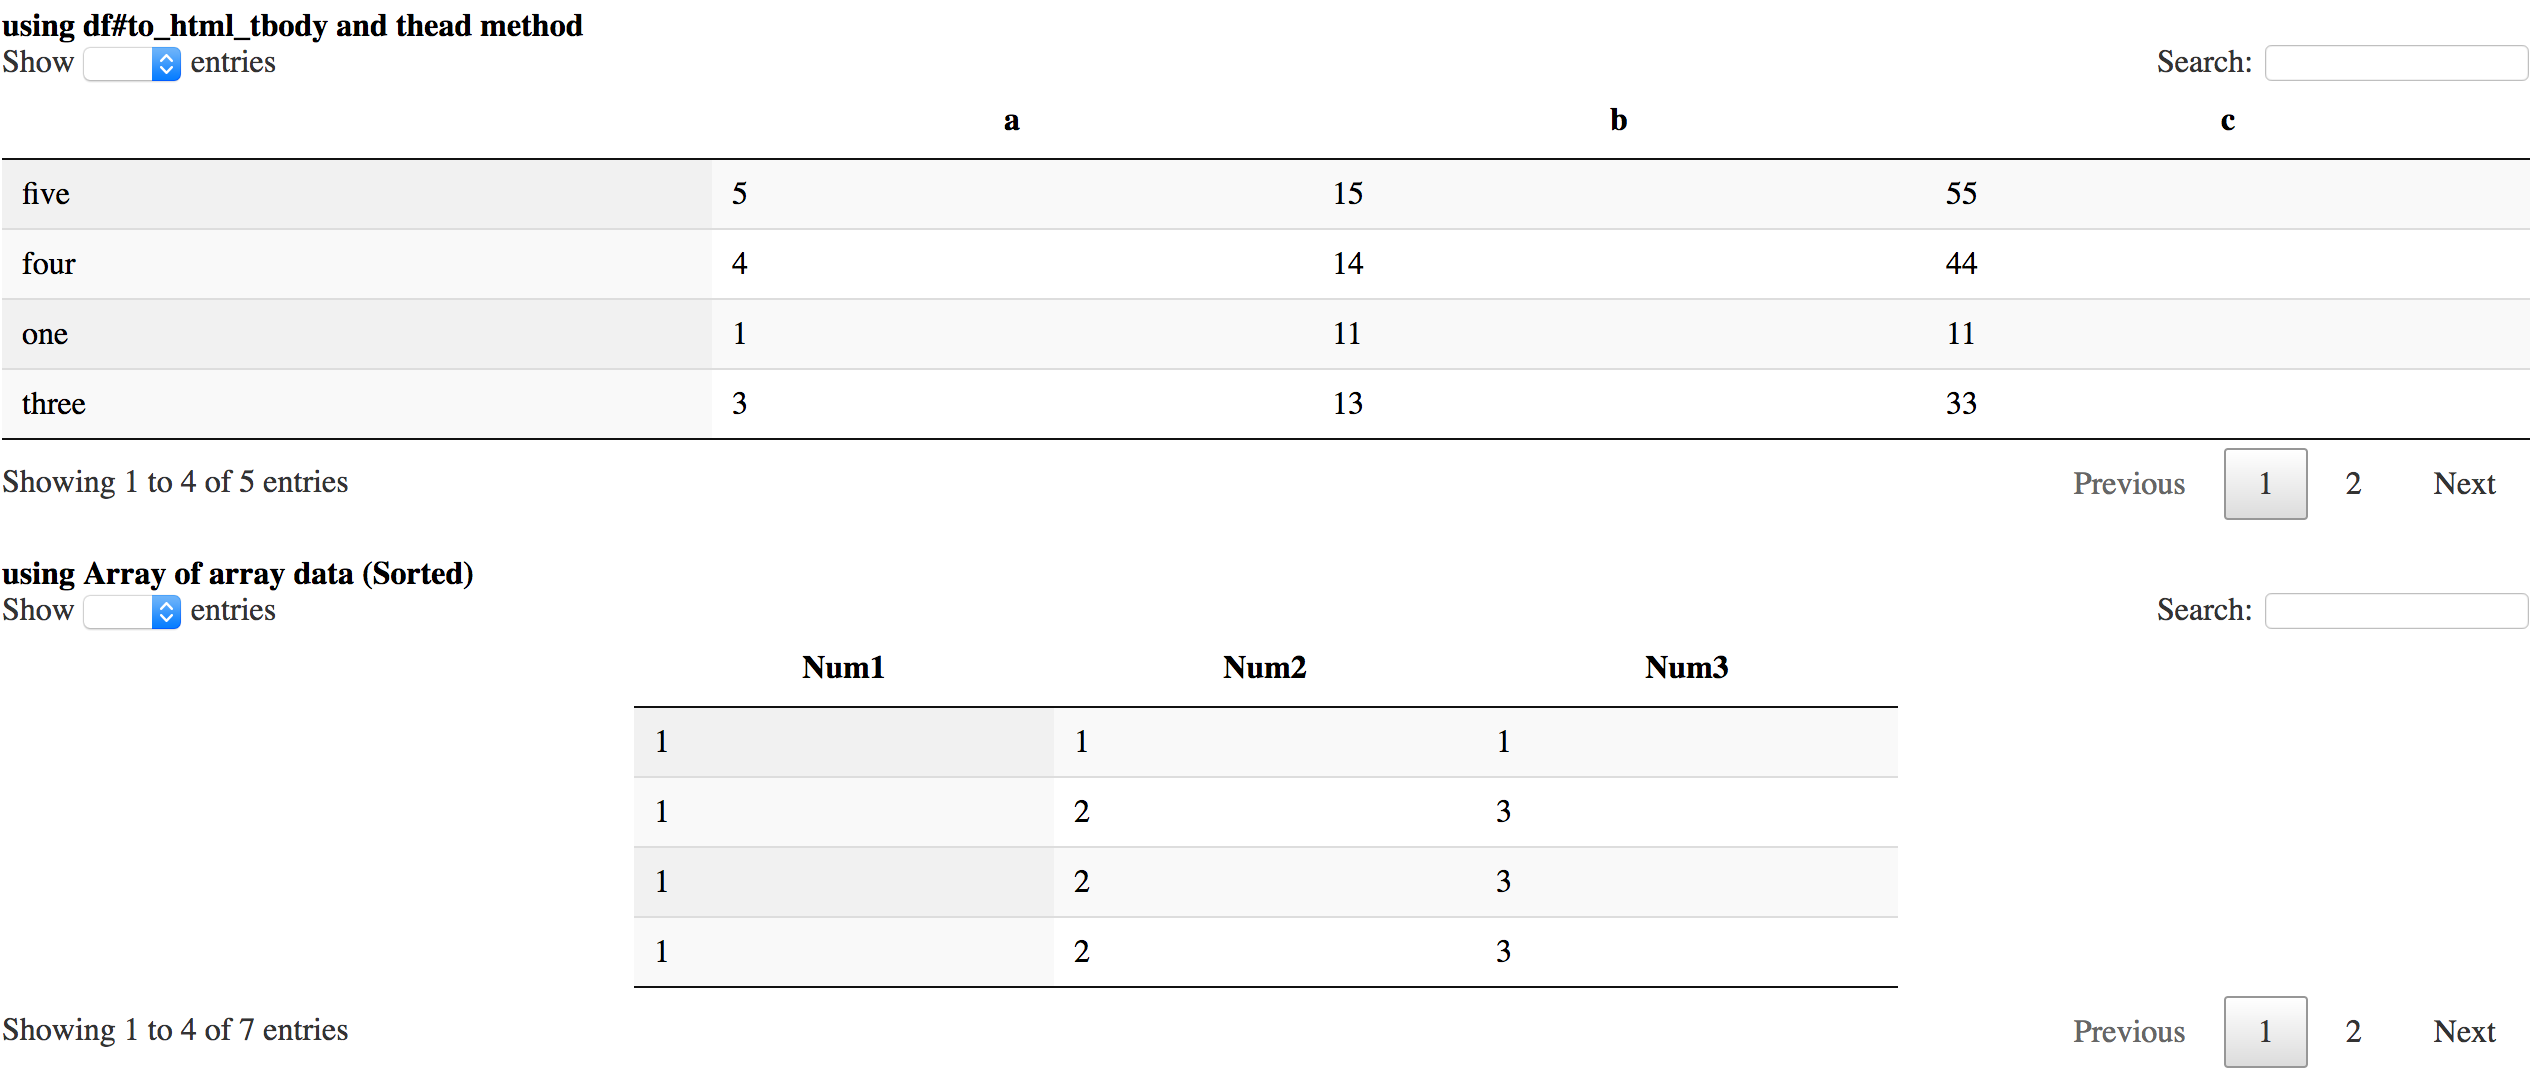 using df#to_html_tbody and thead method
Show entries Search:
a b c
five 5 15 55
four 4 14 44
one 1 11 11
three 3 13 33
Showing 1 to 4 of 5 entries Previous 1 2 Next
using Array of array data (Sorted)
Show entries Search:
Num1 Num2 Num3
1 1 1
1 2 3
1 2 3
1 2 3
Showing 1 to 4 of 7 entries Previous 1 2 Next